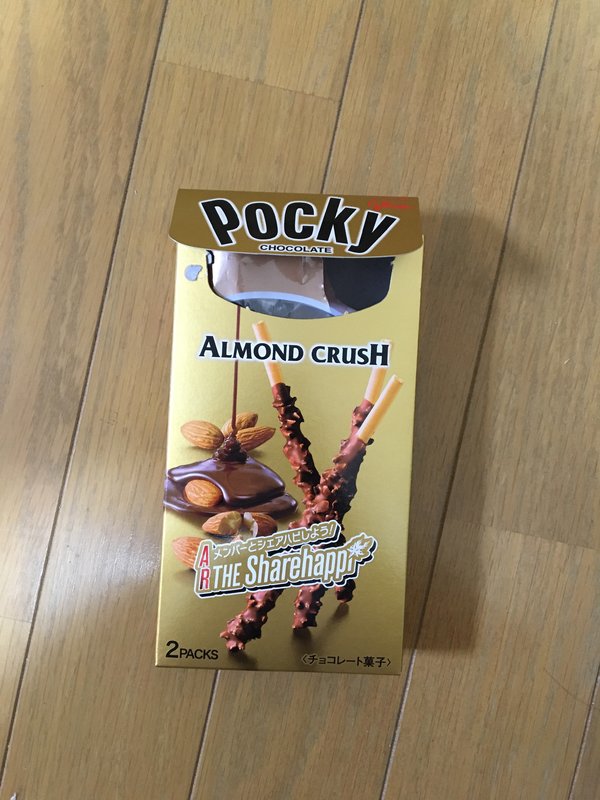 Pocky
CHOCOLATE
ALMOND CRUSH
メンバーとシェアハピしよう!
AR THE Sharehappi
2PACKS
〈チョコレート菓子〉